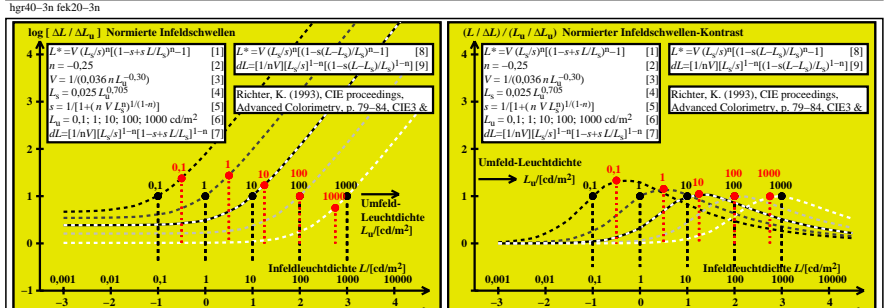 hgr40−3n fek20−3n
log [ ΔL / ΔLu ] Normierte Infeldschwellen
L* =V (Ls/s)n[(1−s+s L/Ls)n−1] [1]
n = −0,25 [2]
V = 1/(0,036 n Lu−0,30) [3]
Ls = 0,025 Lu0,705 [4]
s = 1/[1+( n V Lsn)1/(1-n)] [5]
Lu = 0,1; 1; 10; 100; 1000 cd/m2 [6]
dL=[1/nV][Ls/s]1−n[1−s+s L/Ls]1−n [7]
L* =V (Ls/s)n[(1−s(L−Ls)/Ls)n−1] [8]
dL=[1/nV][Ls/s]1−n[(1−s(L−Ls)/Ls)n] [9]
Richter, K. (1993), CIE proceedings,
Advanced Colorimetry, p. 79−84, CIE3 &
4
3
2
1
0
−1
0,1 1 10 100 1000
0,1 1 10 100 1000
Umfeld-
Leuchtdichte
Lu/[cd/m2]
Infeldleuchtdichte L/[cd/m2]
0,001 0,01 0,1 1 10 100 1000 10000
−3 −2 −1 0 1 2 3 4
(L / ΔL) / (Lu / ΔLu) Normierter Infeldschwellen-Kontrast
L* =V (Ls/s)n[(1−s+s L/Ls)n−1] [1]
n = −0,25 [2]
V = 1/(0,036 n Lu−0,30) [3]
Ls = 0,025 Lu0,705 [4]
s = 1/[1+( n V Lsn)1/(1-n)] [5]
Lu = 0,1; 1; 10; 100; 1000 cd/m2 [6]
dL=[1/nV][Ls/s]1−n[1−s+s L/Ls]1−n [7]
L* =V (Ls/s)n[(1−s(L−Ls)/Ls)n−1] [8]
dL=[1/nV][Ls/s]1−n[(1−s(L−Ls)/Ls)n] [9]
Richter, K. (1993), CIE proceedings,
Advanced Colorimetry, p. 79−84, CIE3 &
4
3
2
1
0
−1
Umfeld-Leuchtdichte
Lu/[cd/m2]
0,1 1 10 100 1000
0,1 1 10 100 1000
Infeldleuchtdichte L/[cd/m2]
0,001 0,01 0,1 1 10 100 1000 10000
−3 −2 −1 0 1 2 3 4